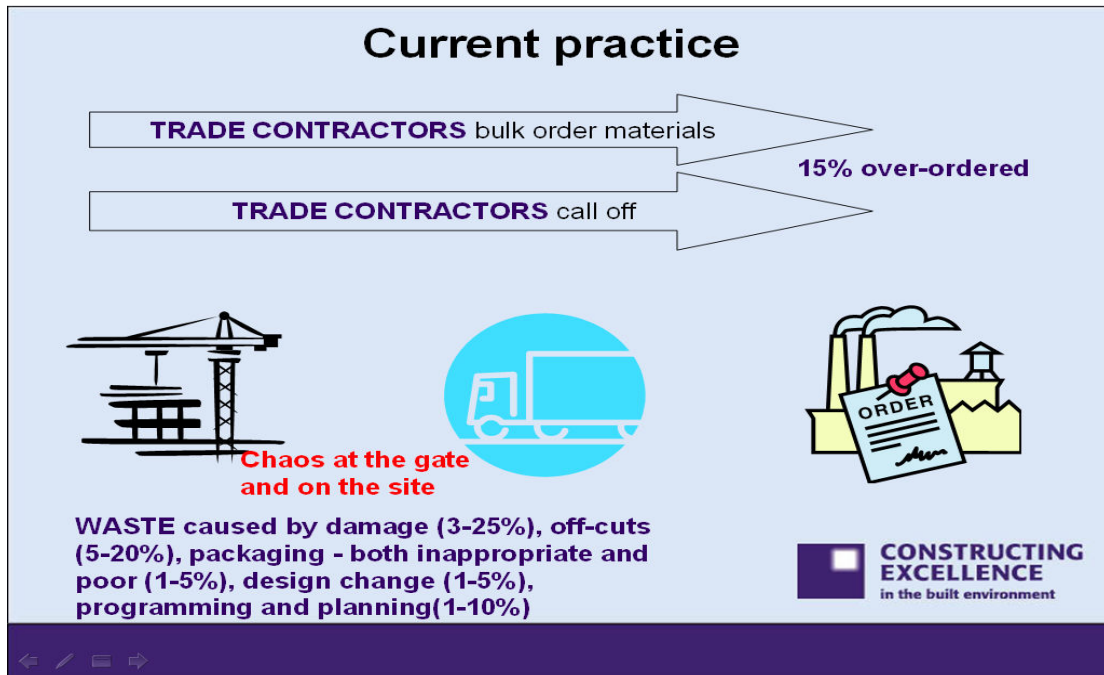 Current practice
TRADE CONTRACTORS bulk order materials
15% over-ordered
TRADE CONTRACTORS call off
ORDER
Chaos at the gate
and on the site
WASTE caused by damage (3-25%), off-cuts
(5-20%), packaging - both inappropriate and
poor (1-5%), design change (1-5%),
programming and planning(1-10%)
CONSTRUCTING
EXCELLENCE
in the built environment